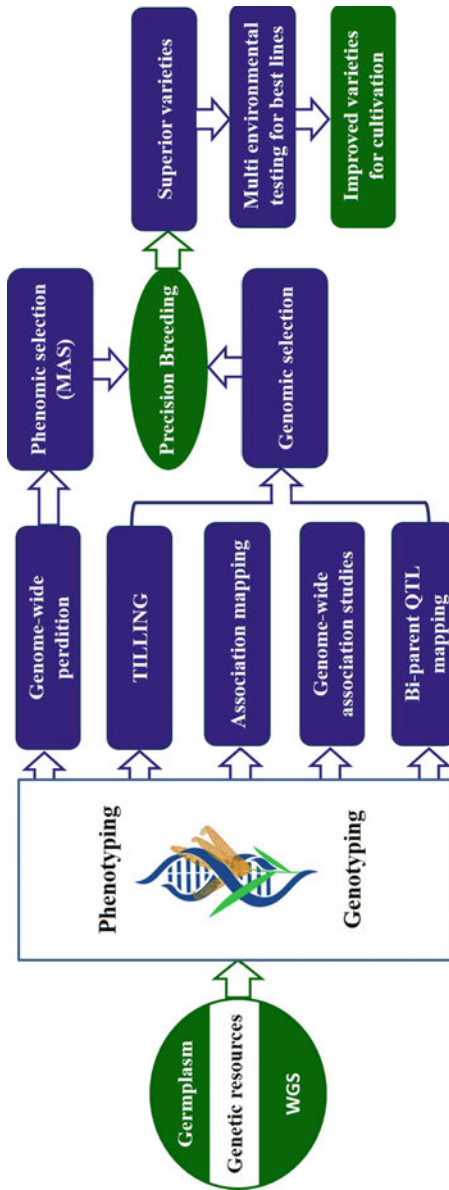 Germplasm
Genetic resources
WGS
Phenotyping
Genotyping
Genome-wide
perdition
TILLING
Association mapping
Genome-wide
association studies
Bi-parent QTL
mapping
Phenomic selection
(MAS)
Precision Breeding
Genomic selection
Superior varieties
Multi environmental
testing for best lines
Improved varieties
for cultivation